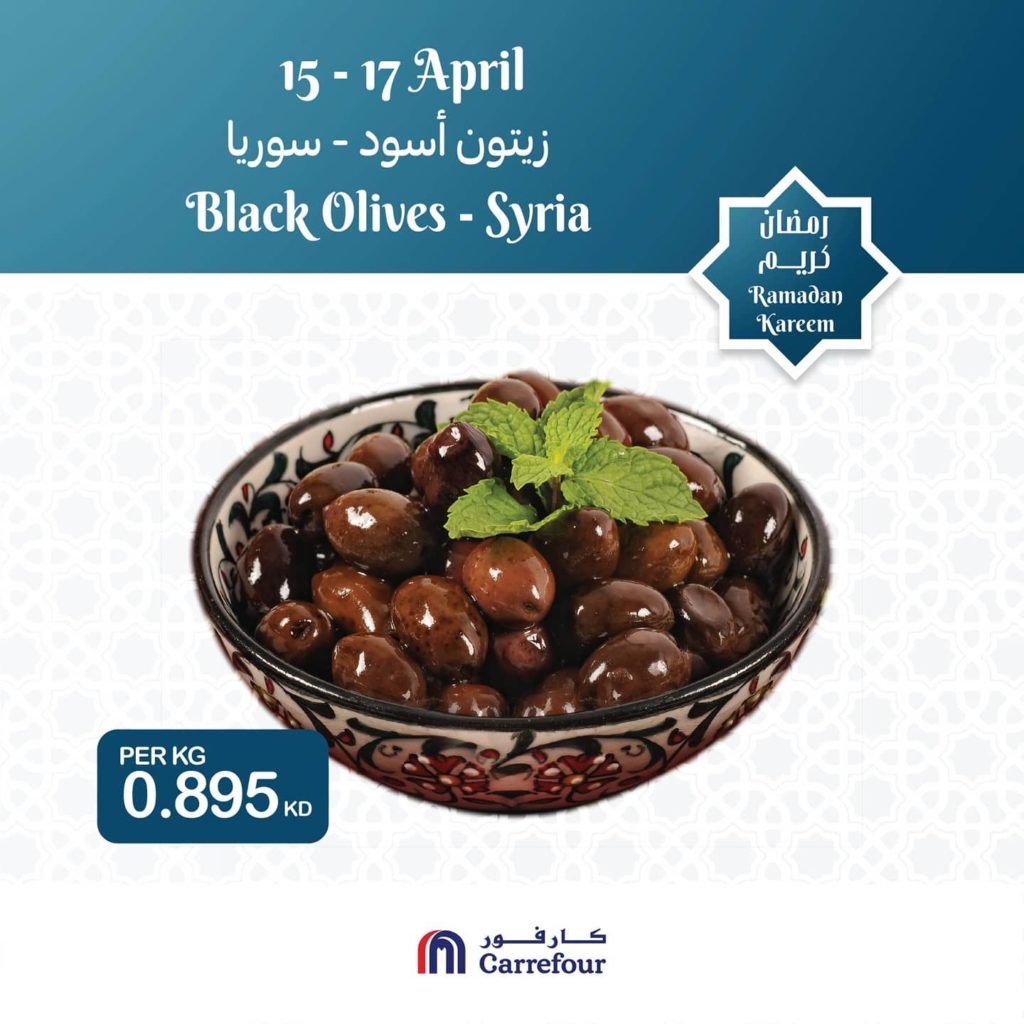 15 - 17 April
زيتون أسود - سوريا
Black Olives - Syria
رمضان
كريم
Ramadan
Kareem
PER KG
0.895 KD
كارفور
Carrefour